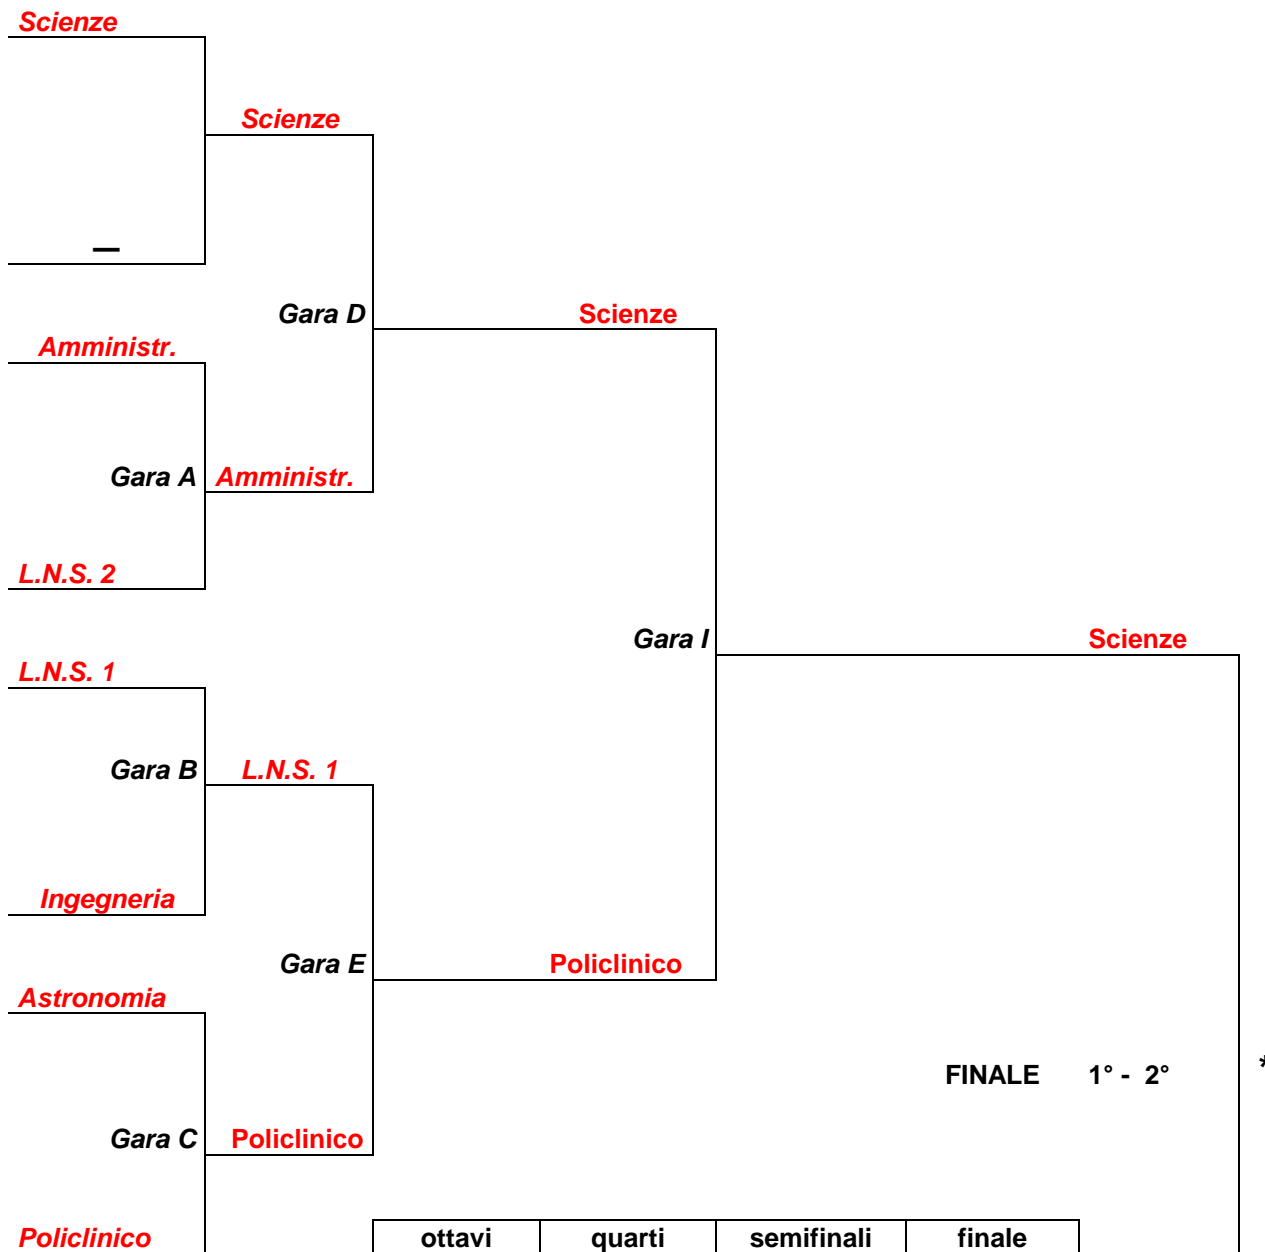 Scienze
Scienze
—
Gara D Scienze
Amministr.
Gara A Amministr.
L.N.S. 2
Gara I Scienze
L.N.S. 1
Gara B L.N.S. 1
Ingegneria
Gara E Policlinico
Astronomia
FINALE 1° - 2° *
Gara C Policlinico
Policlinico ottavi quarti semifinali finale